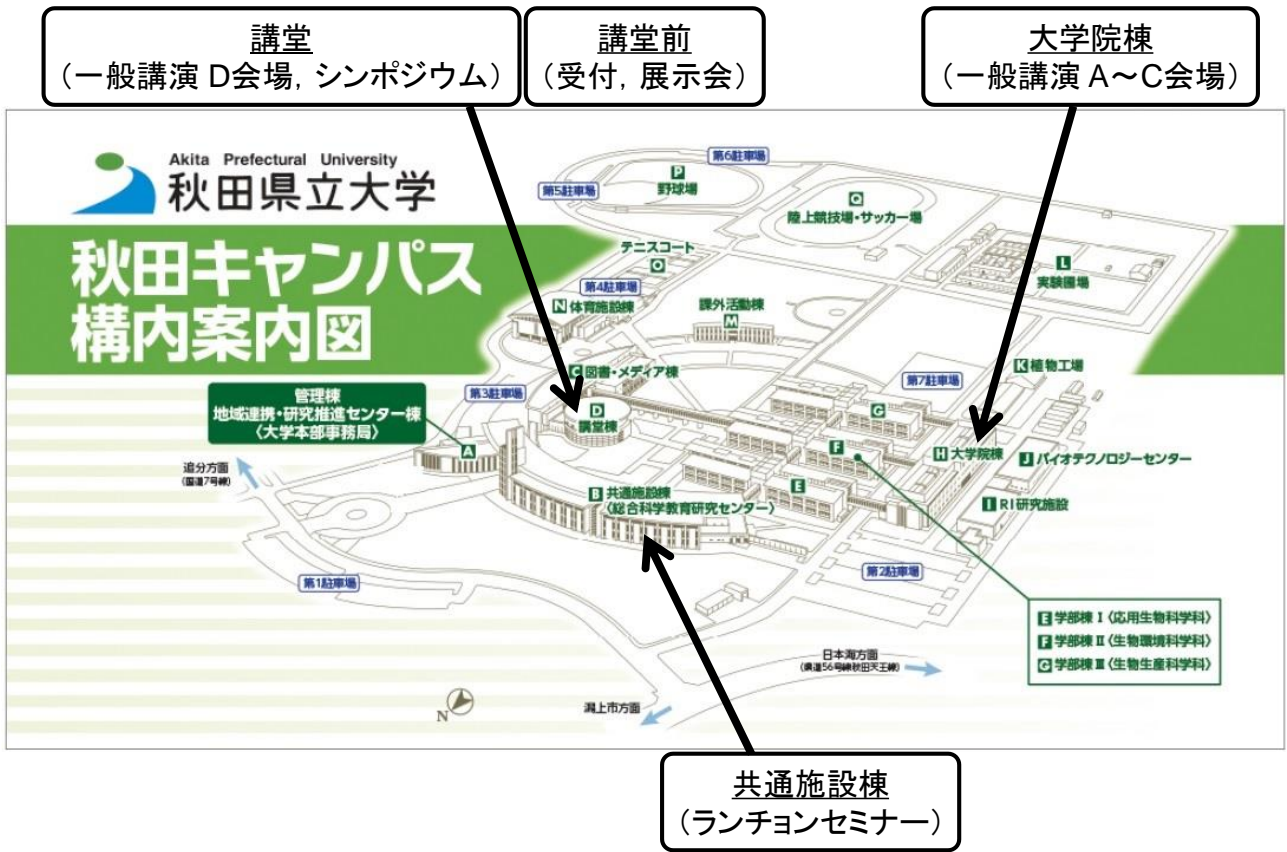 講堂
（一般講演 D会場, シンポジウム）
講堂前
（受付, 展示会）
大学院棟
（一般講演 A～C会場）
Akita Prefectural University
秋田県立大学
秋田キャンパス
構内案内図
第6駐車場
P
野球場
第5駐車場
Q
陸上競技場・サッカー場
テニスコート
O
L
実験圃場
第4駐車場
N 体育施設棟
課外活動棟
M
K 植物工場
C 図書・メディア棟
第7駐車場
第3駐車場
管理棟
地域連携・研究推進センター棟
〈大学本部事務局〉
A
D
講堂棟
G
F
H 大学院棟
J バイオテクノロジーセンター
追分方面
（国道7号線）
B 共通施設棟
〈総合科学教育研究センター〉
E
I RI研究施設
第1駐車場
第2駐車場
E 学部棟 I〈応用生物科学科〉
F 学部棟 II〈生物環境科学科〉
G 学部棟 III〈生物生産科学科〉
日本海方面
（県道56号線秋田天王線）
N
潟上市方面
共通施設棟
（ランチョンセミナー）